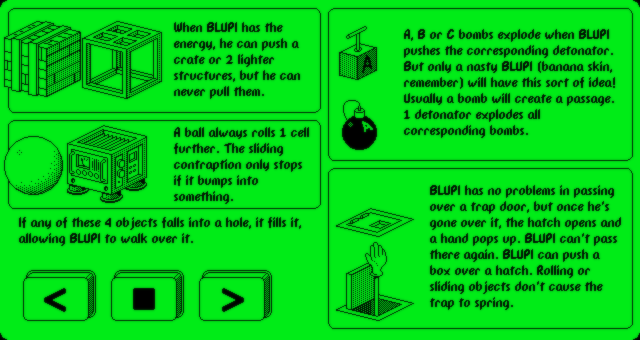 When BLUPI has the
energy, he can push a
crate or 2 lighter
structures, but he can
never pull them.
A ball always rolls 1 cell
further. The sliding
contraption only stops
if it bumps into
something.
If any of these 4 objects falls into a hole, it fills it,
allowing BLUPI to walk over it.
< ■ >
A, B or C bombs explode when BLUPI
pushes the corresponding detonator.
But only a nasty BLUPI (banana skin,
remember) will have this sort of idea!
Usually a bomb will create a passage.
1 detonator explodes all
corresponding bombs.
A
A
BLUPI has no problems in passing
over a trap door, but once he's
gone over it, the hatch opens and
a hand pops up. BLUPI can't pass
there again. BLUPI can push a
box over a hatch. Rolling or
sliding objects don't cause the
trap to spring.